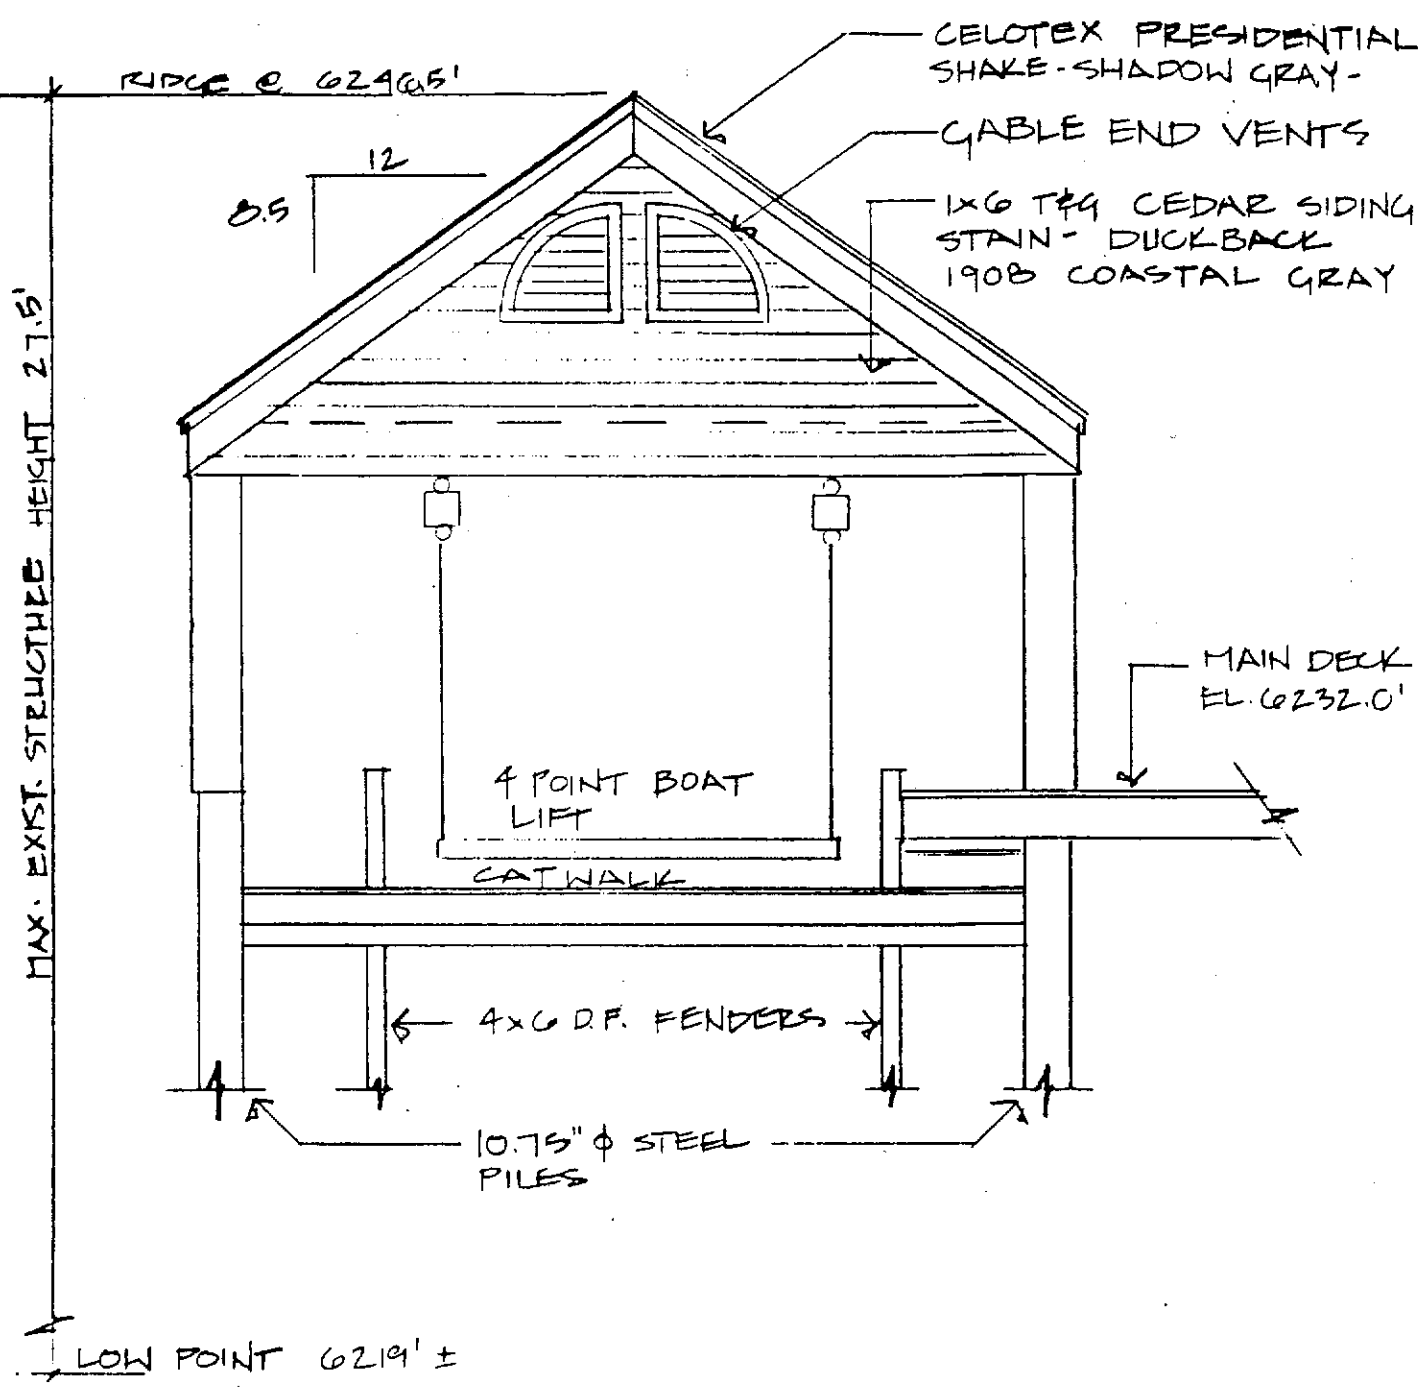 CELOTEX PRESIDENTIAL
SHAKE-SHADOW GRAY-
RIDGE @ 6246.5'
GABLE END VENTS
12
8.5
1x6 T&G CEDAR SIDING
STAIN- DUCKBACK
1908 COASTAL GRAY
MAX. EXIST. STRUCTURE HEIGHT 27.5'
MAIN DECK
EL. 6232.0'
4 POINT BOAT
LIFT
CATWALK
4x6 D.F. FENDERS
10.75" ϕ STEEL
PILES
LOW POINT 6219' ±